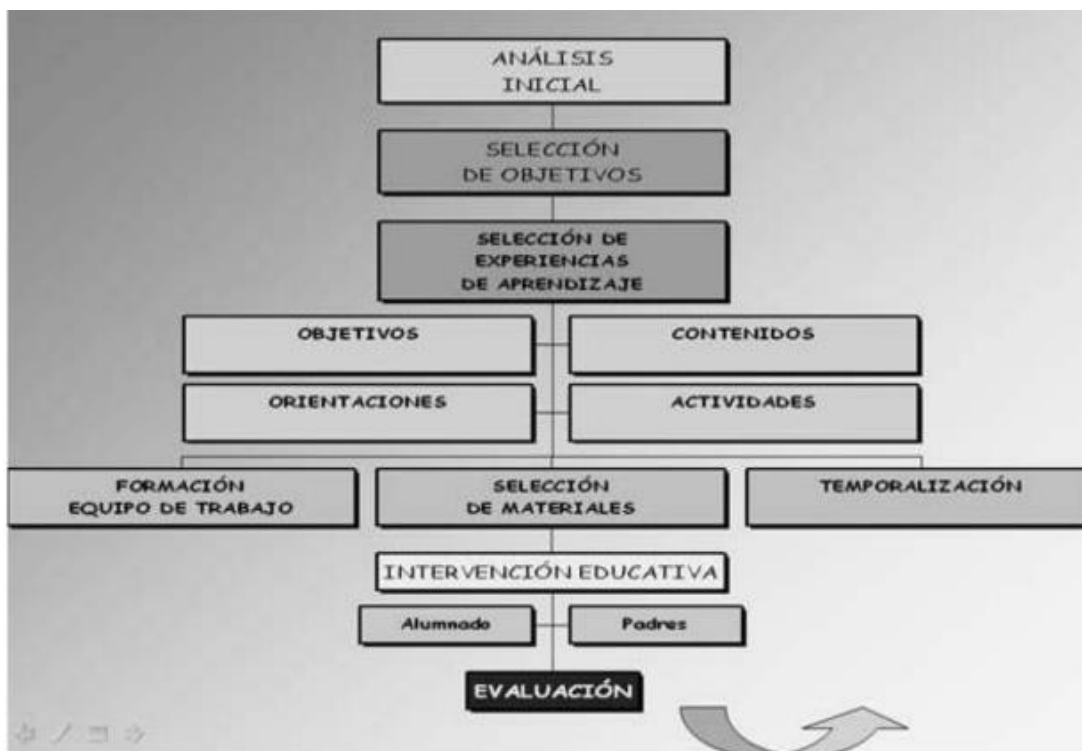 ANÁLISIS
INICIAL
SELECCIÓN
DE OBJETIVOS
SELECCIÓN DE
EXPERIENCIAS
DE APRENDIZAJE
OBJETIVOS
CONTENIDOS
ORIENTACIONES
ACTIVIDADES
FORMACIÓN
EQUIPO DE TRABAJO
SELECCIÓN
DE MATERIALES
TEMPORALIZACIÓN
INTERVENCIÓN EDUCATIVA
Alumnado
Padres
EVALUACIÓN